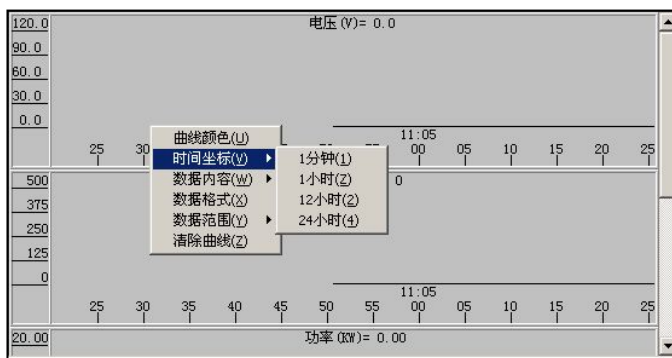 120.0
电压(V)= 0.0
90.0
60.0
30.0
0.0
11:05
25 30 55 00 05 10 15 20 25
曲线颜色(U)
时间坐标(V)
数据内容(W)
数据格式(X)
数据范围(Y)
清除曲线(Z)
1分钟(1)
1小时(Z)
12小时(2)
24小时(4)
500
0
375
250
125
0
11:05
25 30 35 40 45 50 55 00 05 10 15 20 25
20.00
功率(KW)= 0.00